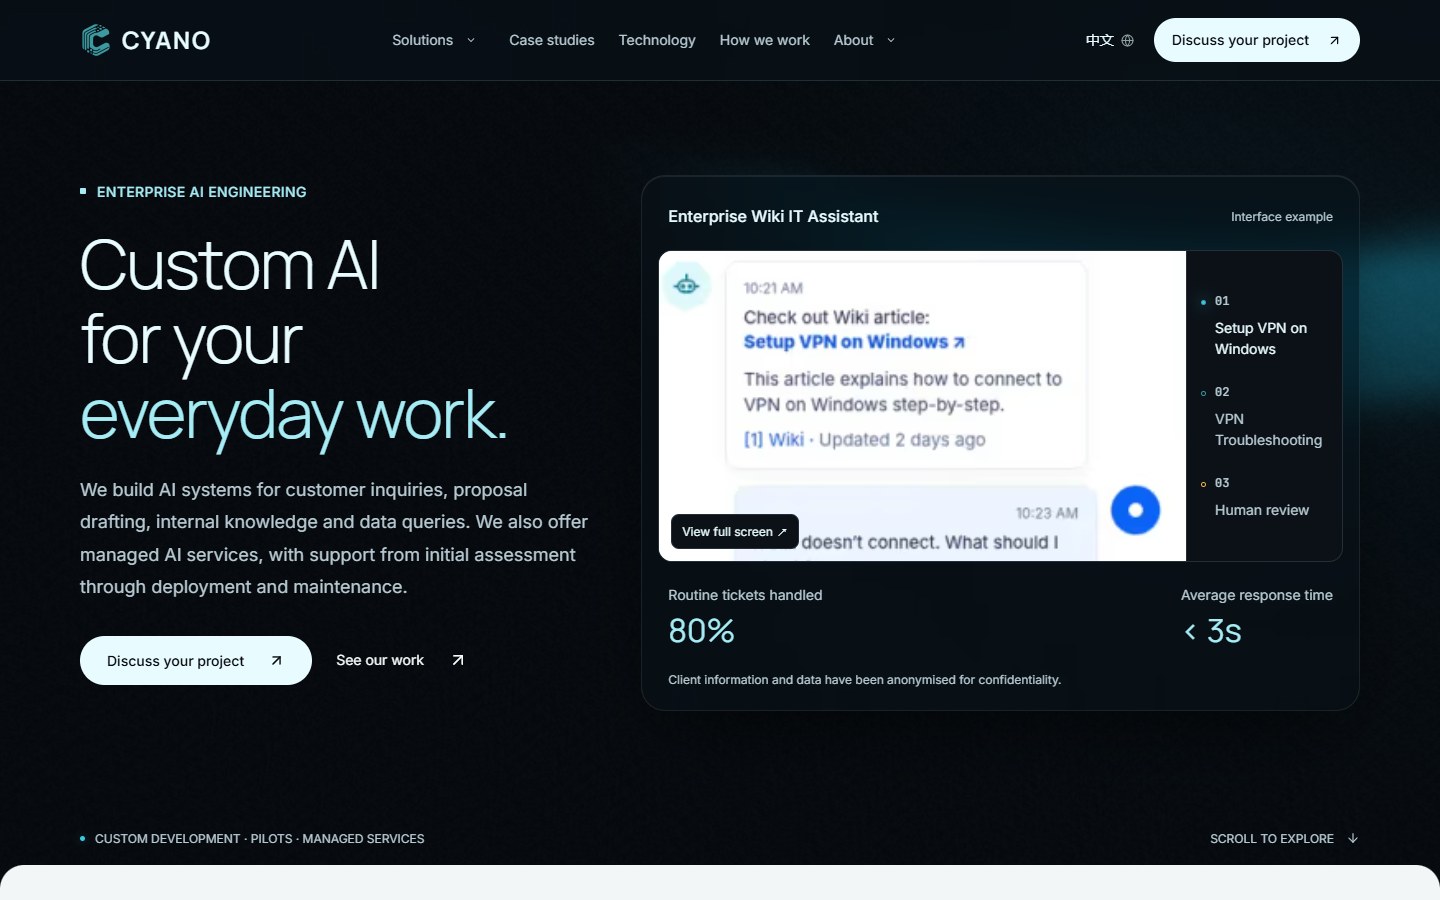 CYANO
Solutions
Case studies
Technology
How we work
About
中文
Discuss your project
ENTERPRISE AI ENGINEERING
Custom AI
for your
everyday work.
We build AI systems for customer inquiries, proposal
drafting, internal knowledge and data queries. We also offer
managed AI services, with support from initial assessment
through deployment and maintenance.
Discuss your project
See our work
Enterprise Wiki IT Assistant
Interface example
10:21 AM
Check out Wiki article:
Setup VPN on Windows ↗
This article explains how to connect to
VPN on Windows step-by-step.
[1] Wiki · Updated 2 days ago
10:23 AM
doesn't connect. What should I
View full screen ↗
01
Setup VPN on
Windows
02
VPN
Troubleshooting
03
Human review
Routine tickets handled
80%
Average response time
< 3s
Client information and data have been anonymised for confidentiality.
CUSTOM DEVELOPMENT · PILOTS · MANAGED SERVICES
SCROLL TO EXPLORE ↓